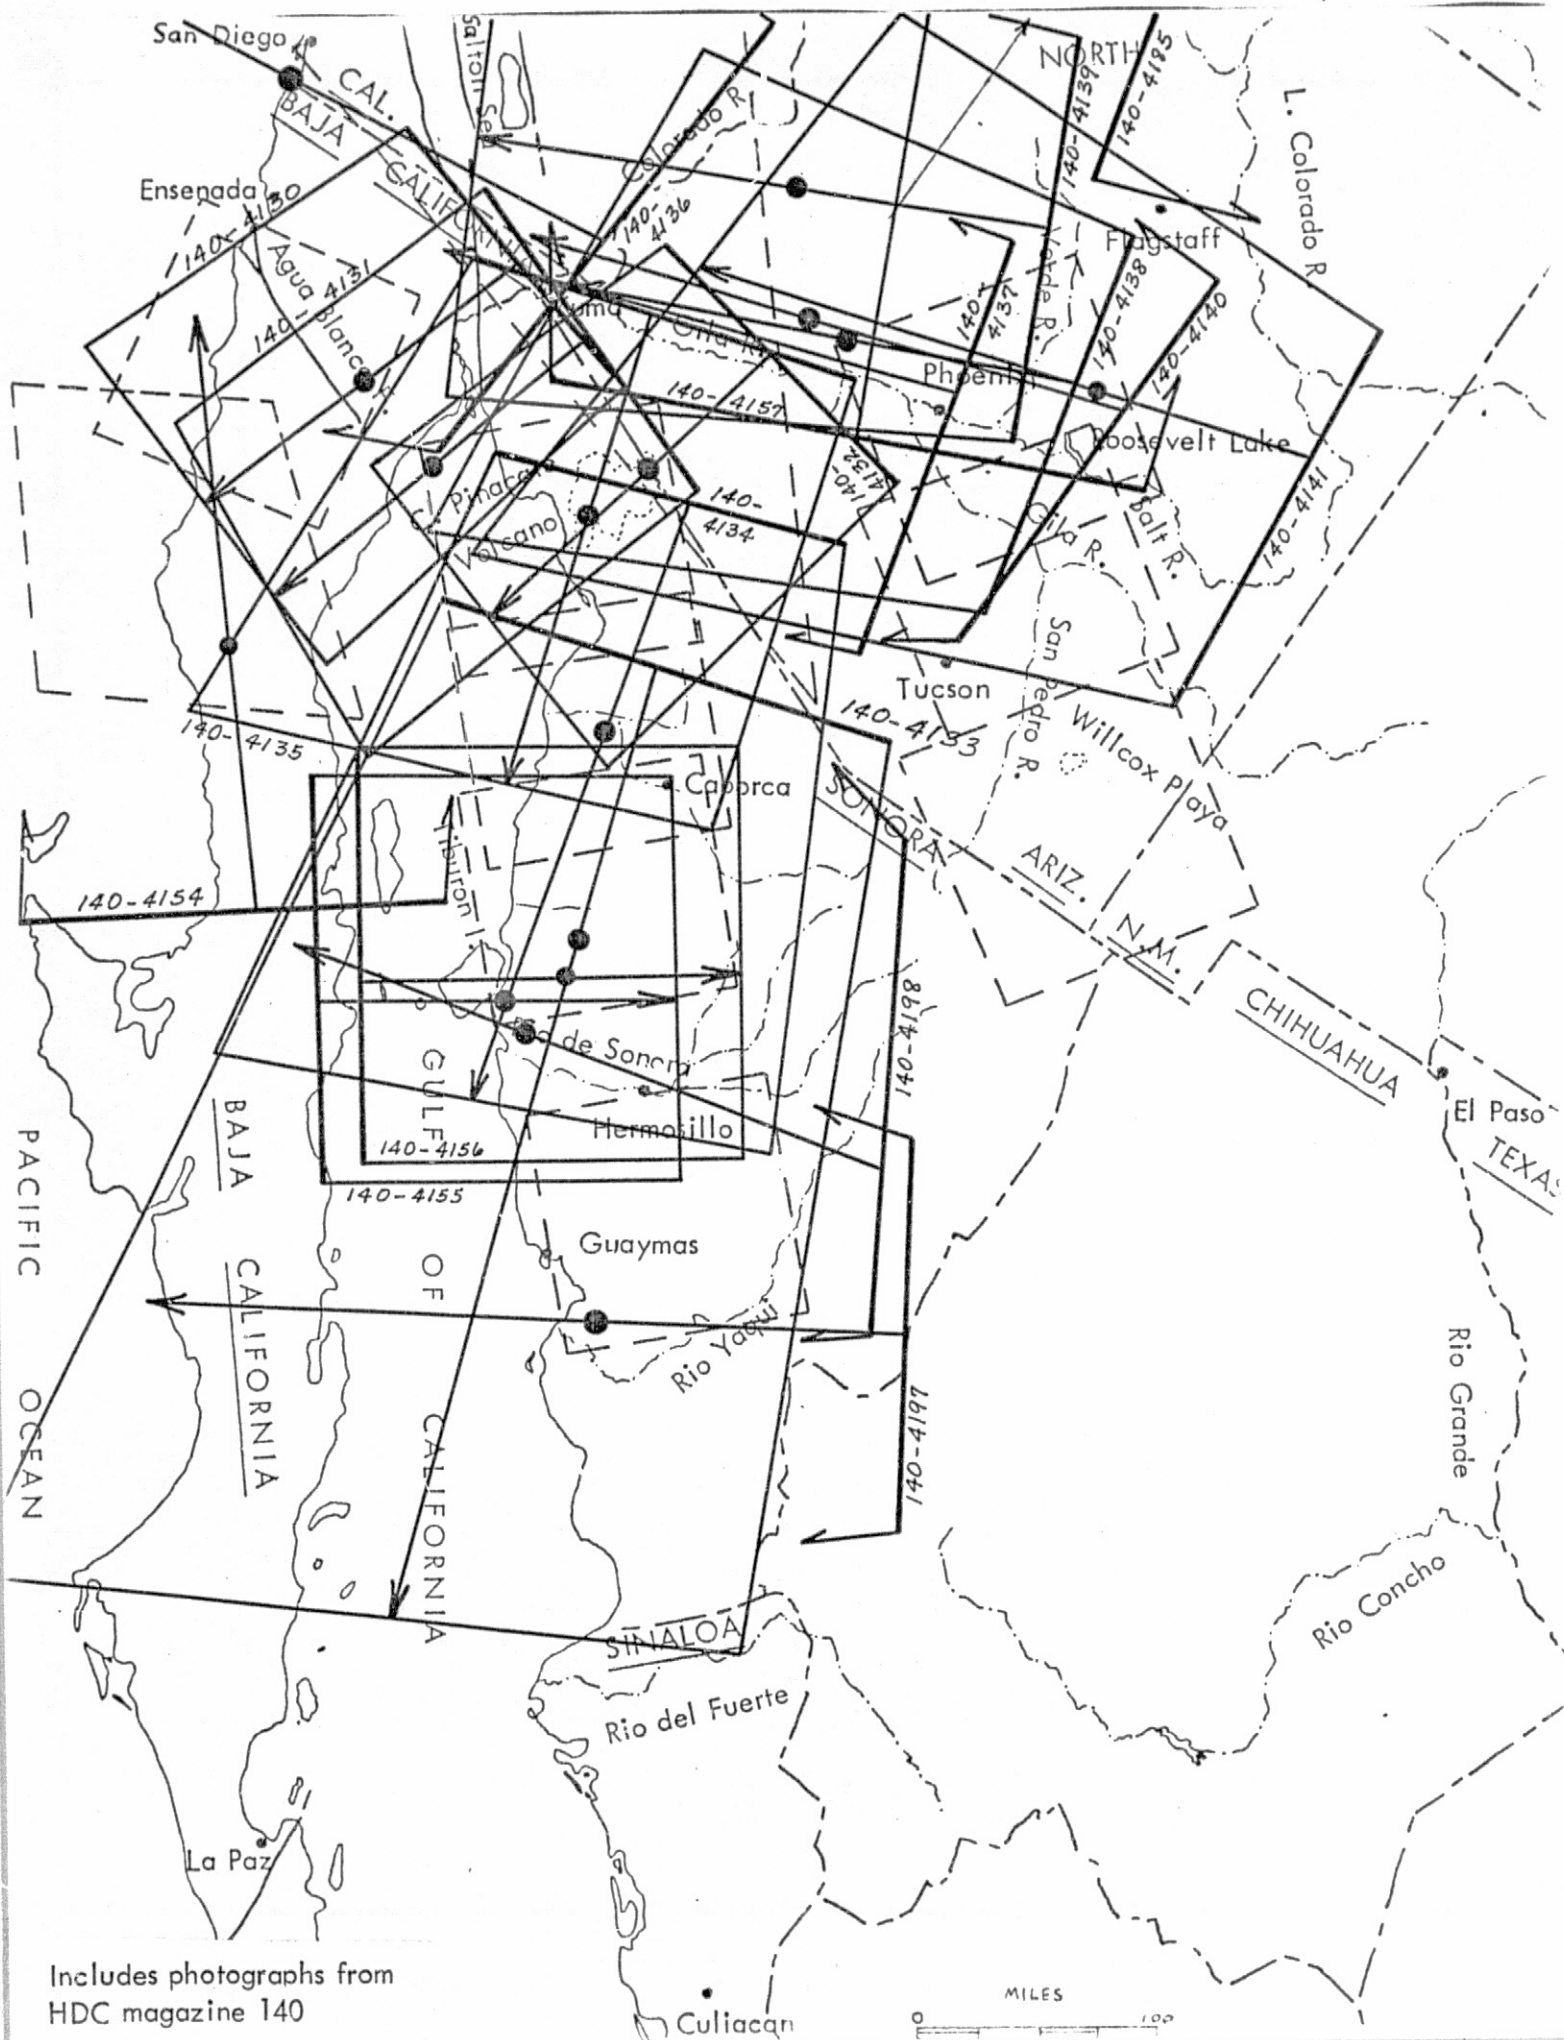 San Diego
CAL.
BAJA
CALIFORNIA
Salton Sea
Colorado R.
NORTH
140-4185
140-4139
L. Colorado R
Ensenada
140-4130
140-4131
Agua Blanca
140-
4136
Flagstaff
Verde R.
140-
4137
140-4138
140-4140
Yuma
Gila R.
Phoenix
140-4157
Roosevelt Lake
140-4141
140-
4132
Pinacate
Volcano
140-
4134
Gila R.
Salt R.
San Pedro R.
Tucson
Willcox Playa
140-4133
140-4135
Caborca
SONORA
ARIZ.
N.M.
Tiburon I.
140-4154
CHIHUAHUA
El Paso
TEXAS
140-4198
Rio de Sonora
Hermosillo
140-4156
140-4155
PACIFIC
OCEAN
BAJA
CALIFORNIA
GULF
OF
CALIFORNIA
Guaymas
Rio Yaqui
140-4197
Rio Grande
Rio Concho
SINALOA
Rio del Fuerte
La Paz
Includes photographs from
HDC magazine 140
Culiacan
MILES
0 100